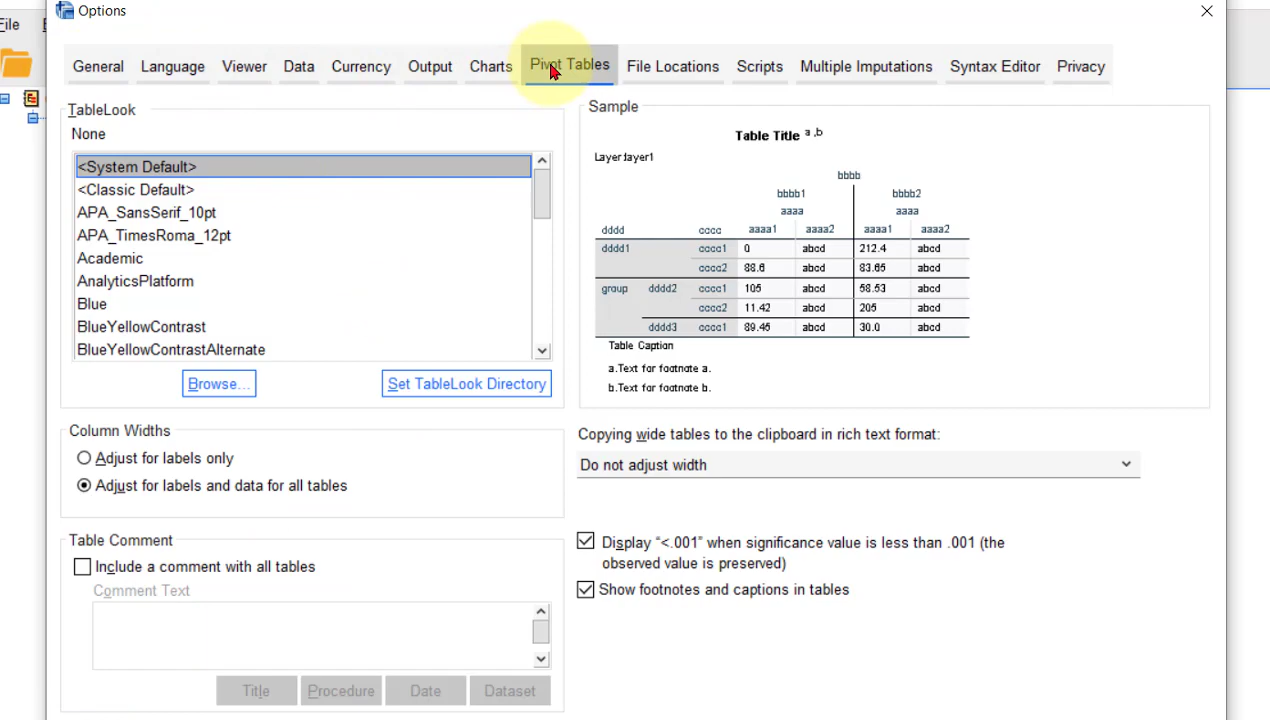 Options
File
General Language Viewer Data Currency Output Charts Pivot Tables File Locations Scripts Multiple Imputations Syntax Editor Privacy
TableLook
None
<System Default>
<Classic Default>
APA_SansSerif_10pt
APA_TimesRoma_12pt
Academic
AnalyticsPlatform
Blue
BlueYellowContrast
BlueYellowContrastAlternate
Browse...
Set TableLook Directory
Sample
Table Title a ,b
Layer:layer1
bbbb
bbbb1 bbbb2
aaaa aaaa
dddd cccc aaaa1 aaaa2 aaaa1 aaaa2
dddd1 cccc1 0 abcd 212.4 abcd
cccc2 88.6 abcd 83.65 abcd
group dddd2 cccc1 105 abcd 58.53 abcd
cccc2 11.42 abcd 205 abcd
dddd3 cccc1 89.45 abcd 30.0 abcd
Table Caption
a.Text for footnote a.
b.Text for footnote b.
Column Widths
Adjust for labels only
Adjust for labels and data for all tables
Copying wide tables to the clipboard in rich text format:
Do not adjust width
Table Comment
Include a comment with all tables
Comment Text
Title Procedure Date Dataset
Display “<.001” when significance value is less than .001 (the
observed value is preserved)
Show footnotes and captions in tables